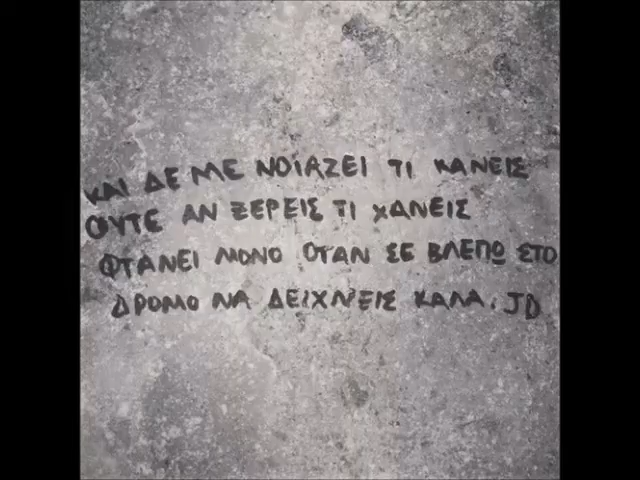 ΚΑΙ ΔΕ ΜΕ ΝΟΙΑΖΕΙ ΤΙ ΚΑΝΕΙΣ
ΟΥΤΕ ΑΝ ΞΕΡΕΙΣ ΤΙ ΧΑΝΕΙΣ
ΦΤΑΝΕΙ ΜΟΝΟ ΟΤΑΝ ΣΕ ΒΛΕΠΩ ΣΤΟ
ΔΡΟΜΟ ΝΑ ΔΕΙΧΝΕΙΣ ΚΑΛΑ. JD